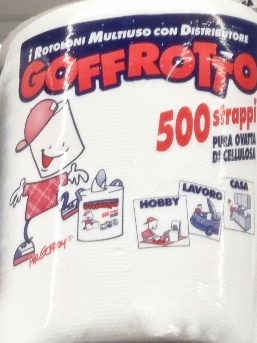 i ROTOLONI MULTIUSO CON DISTRIBUTORE
GOFFROTTO
500 strappi
PURA OVATTA
DI CELLULOSA
HOBBY
LAVORO
CASA